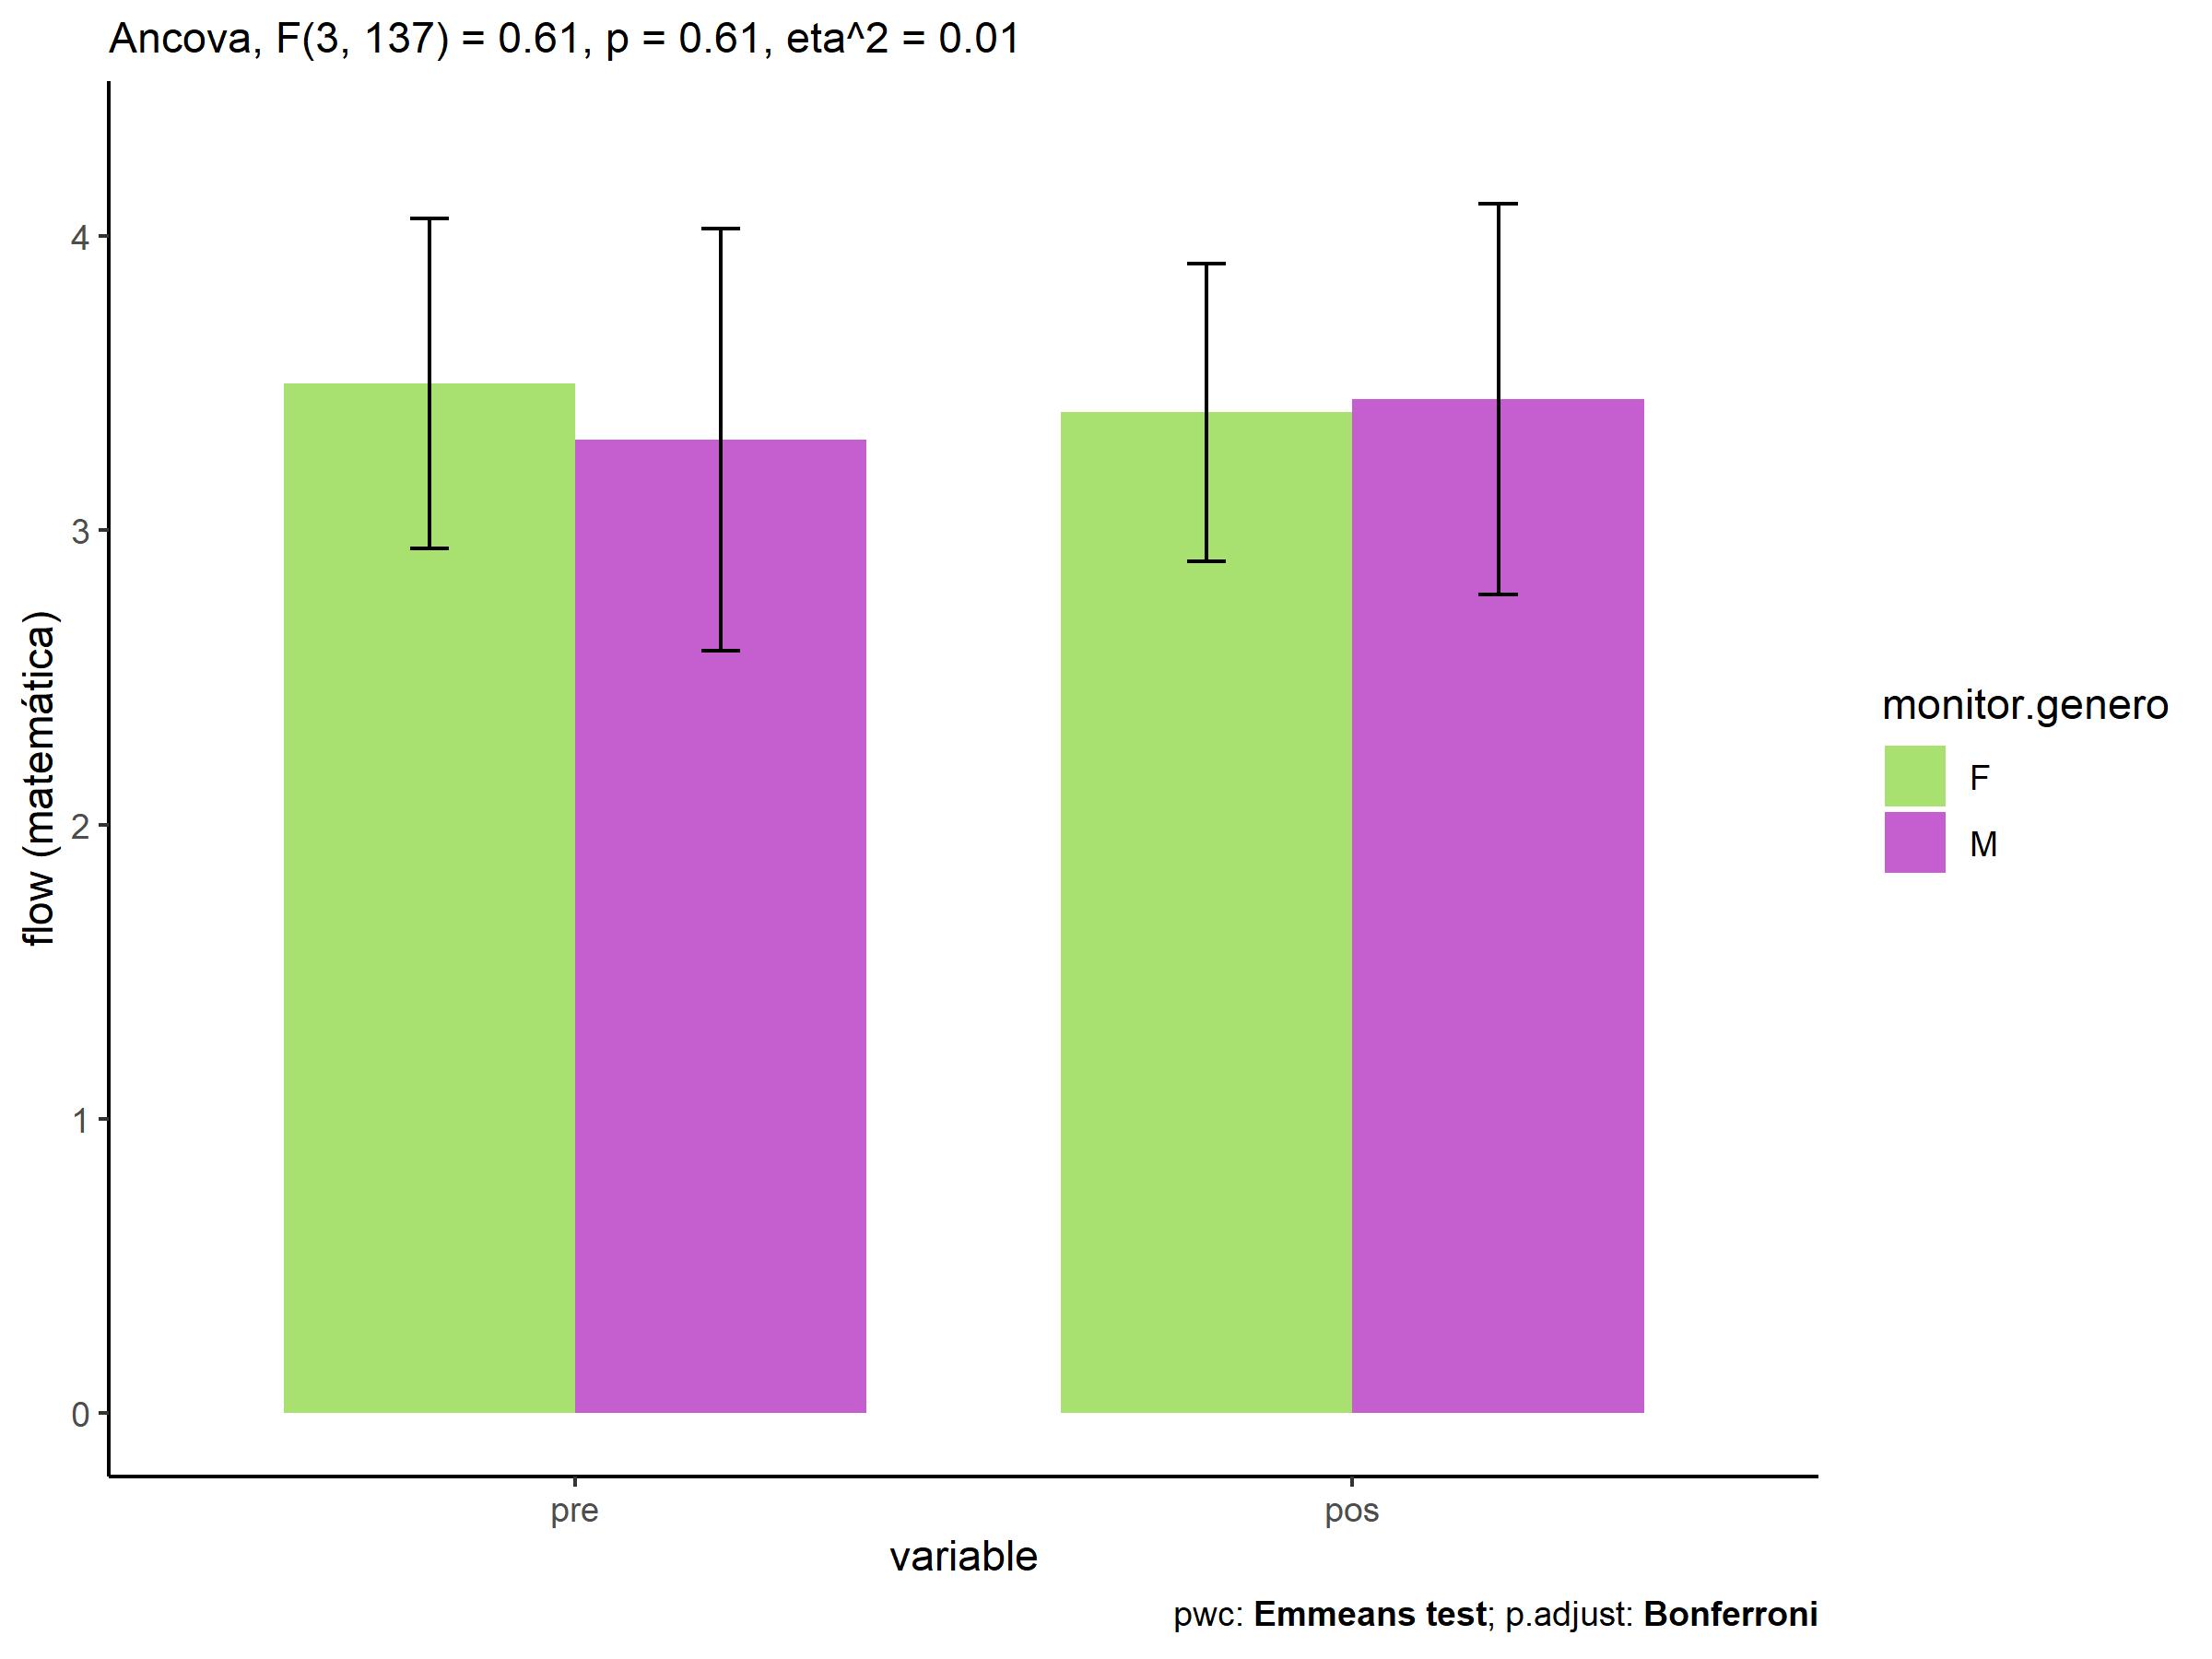 Ancova, F(3, 137) = 0.61, p = 0.61, eta^2 = 0.01
flow (matemática)
4
3
2
1
0
pre
pos
variable
monitor.genero
F
M
pwc: Emmeans test; p.adjust: Bonferroni